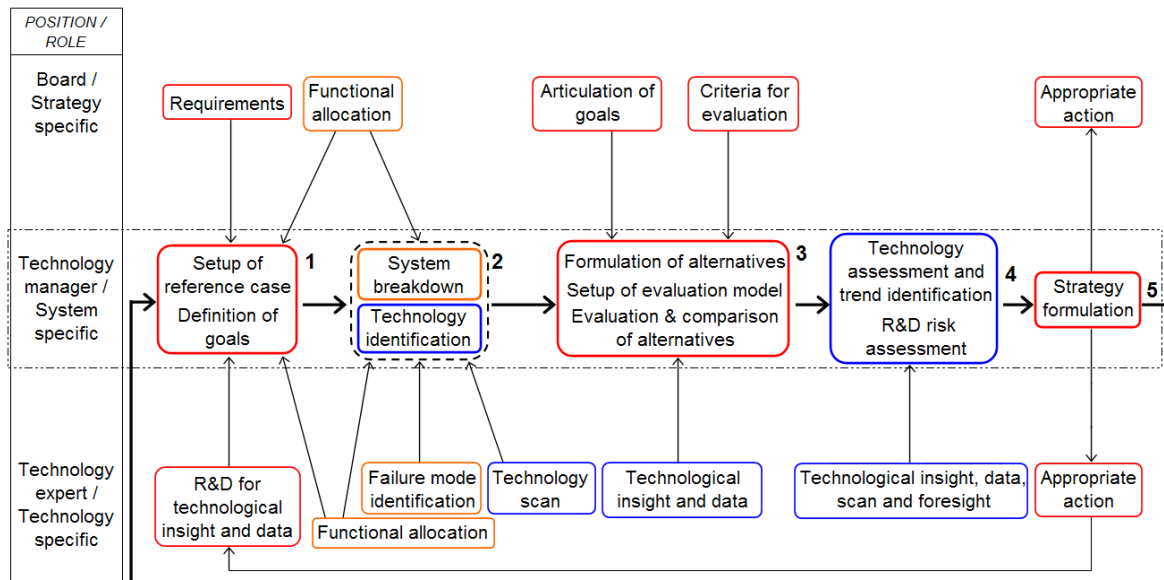 POSITION /
ROLE
Board /
Strategy
specific
Requirements
Functional
allocation
Articulation of
goals
Criteria for
evaluation
Appropriate
action
Technology
manager /
System
specific
Setup of
reference case
Definition of
goals
1
System
breakdown
Technology
identification
2
Formulation of alternatives
Setup of evaluation model
Evaluation & comparison
of alternatives
3
Technology
assessment and
trend identification
R&D risk
assessment
4
Strategy
formulation
5
Technology
expert /
Technology
specific
R&D for
technological
insight and data
Functional allocation
Failure mode
identification
Technology
scan
Technological
insight and data
Technological insight, data,
scan and foresight
Appropriate
action